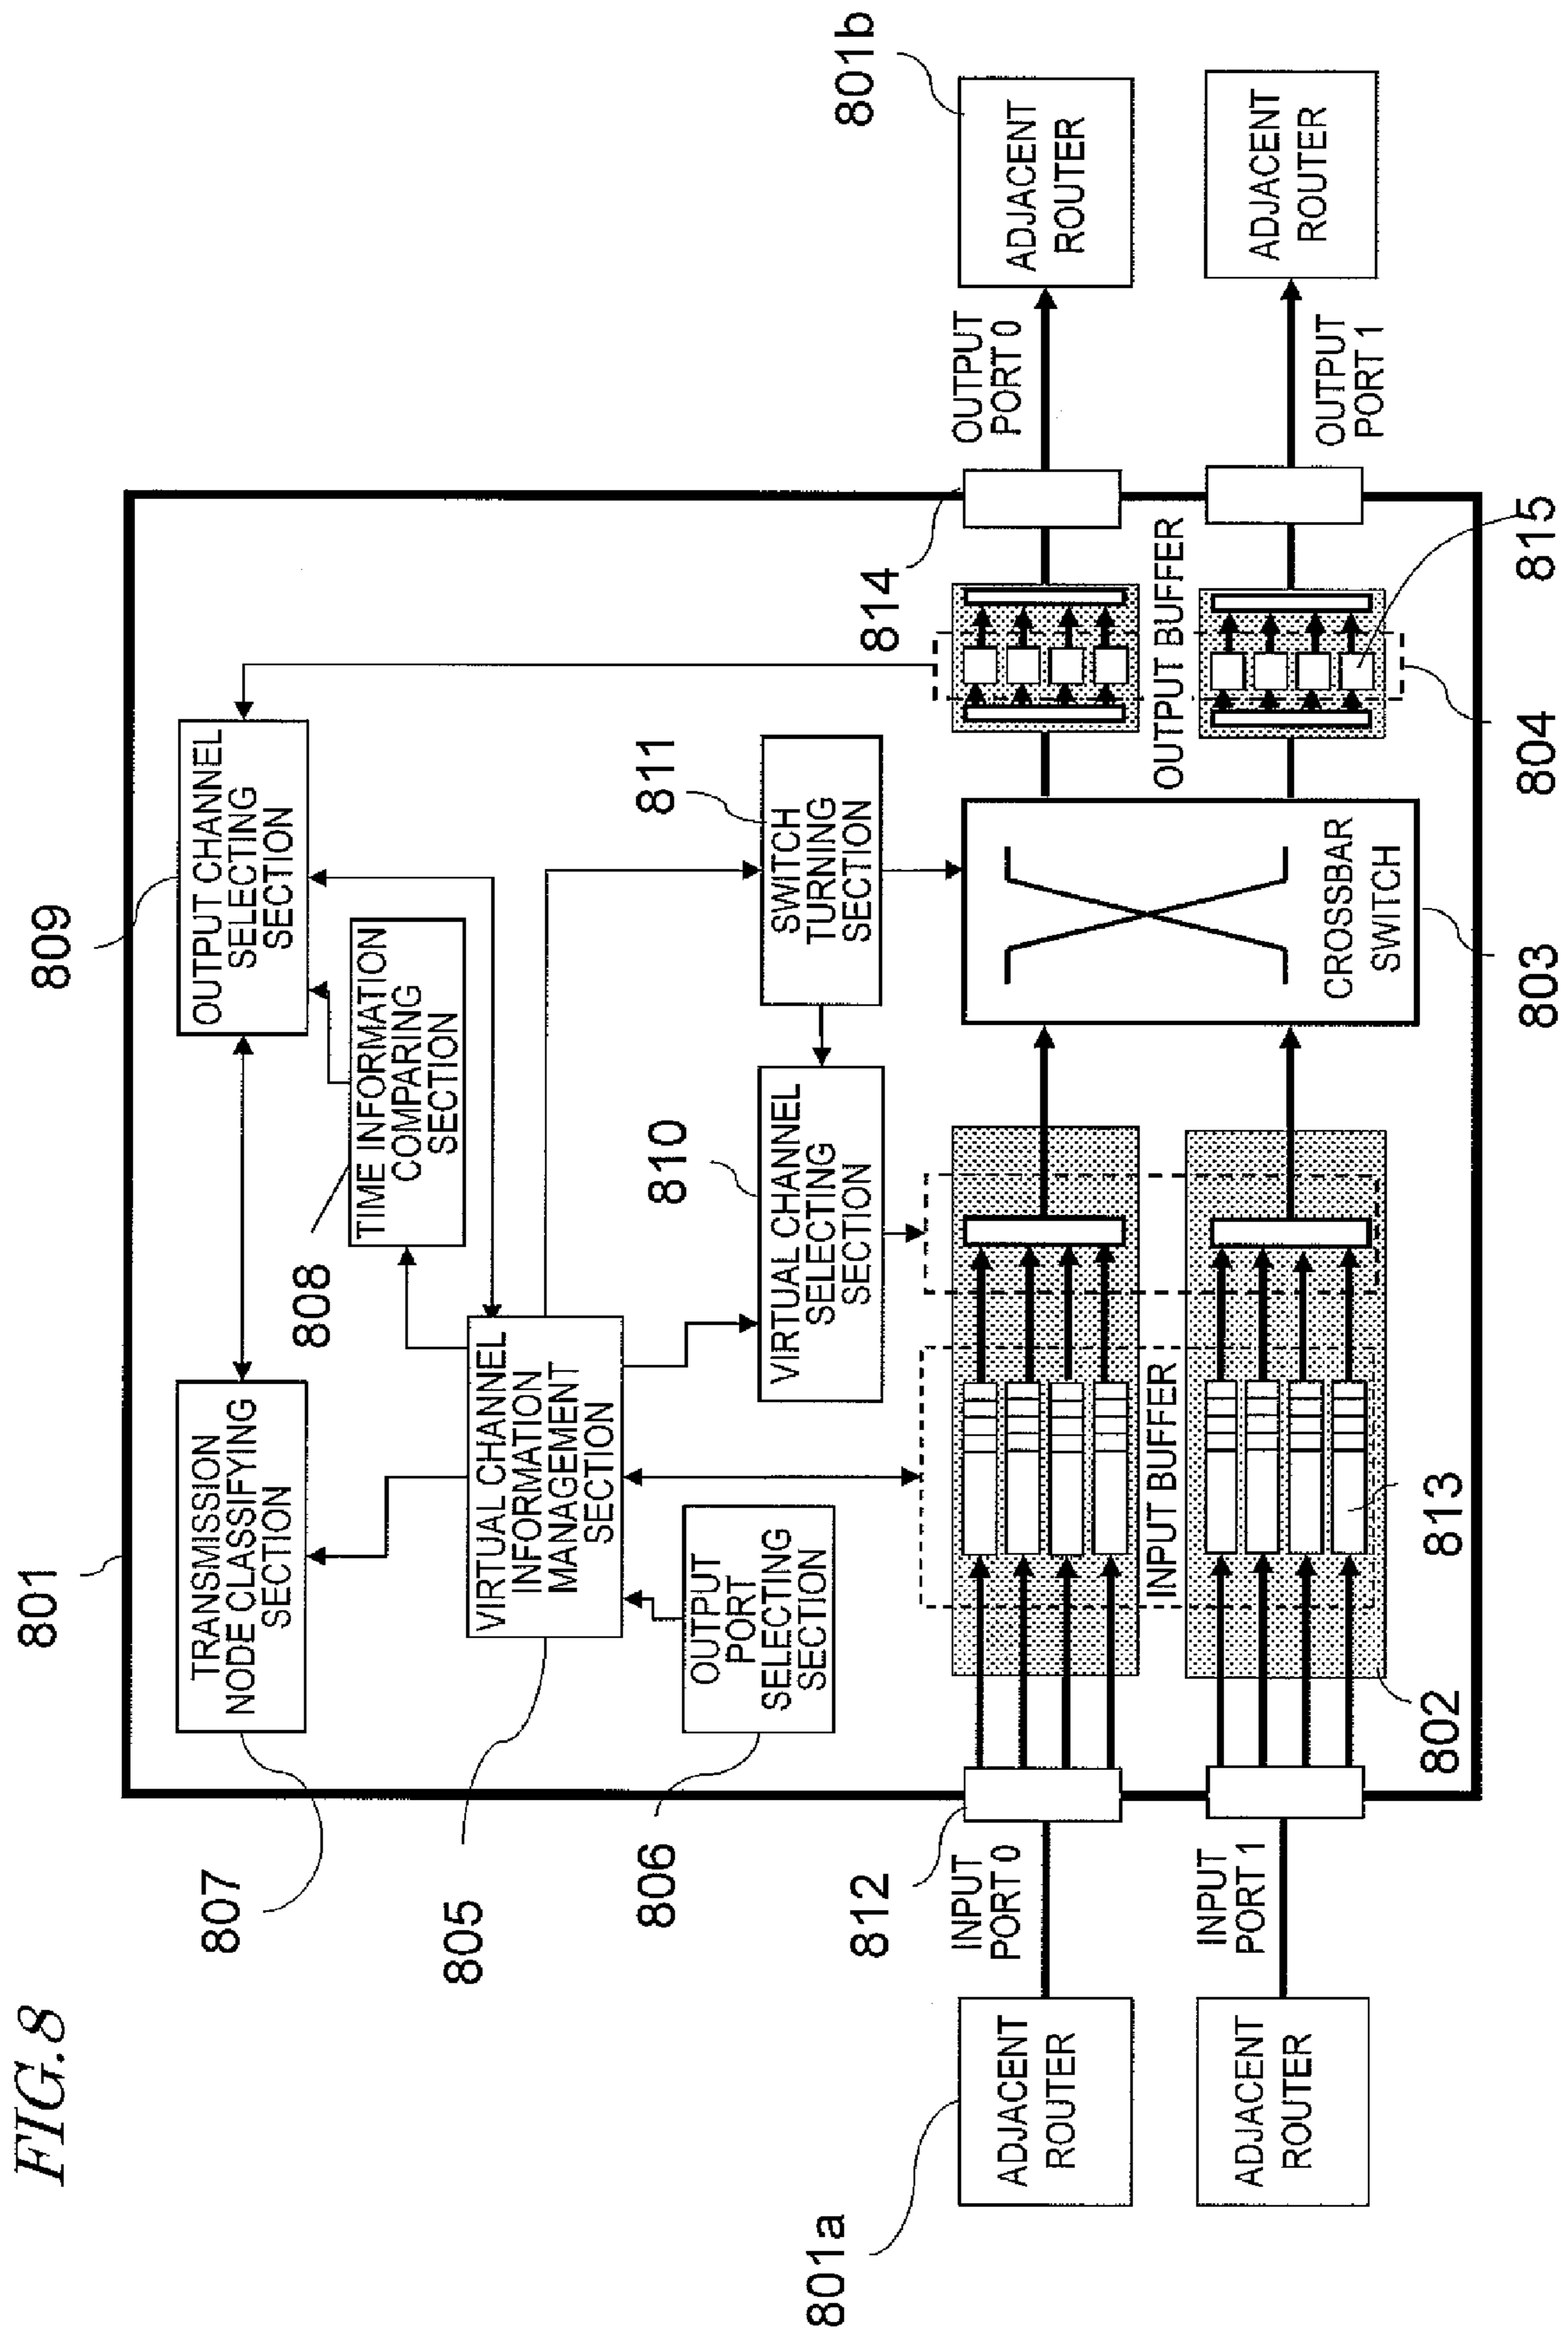 FIG.8
801
807
TRANSMISSION
NODE CLASSIFYING
SECTION
809
OUTPUT CHANNEL
SELECTING
SECTION
808
TIME INFORMATION
COMPARING
SECTION
805
VIRTUAL CHANNEL
INFORMATION
MANAGEMENT
SECTION
806
OUTPUT
PORT
SELECTING
SECTION
810
VIRTUAL CHANNEL
SELECTING
SECTION
811
SWITCH
TURNING
SECTION
801a
ADJACENT
ROUTER
812
INPUT
PORT 0
INPUT BUFFER
814
OUTPUT BUFFER
OUTPUT
PORT 0
801b
ADJACENT
ROUTER
ADJACENT
ROUTER
INPUT
PORT 1
802
813
CROSSBAR
SWITCH
803
804
815
OUTPUT
PORT 1
ADJACENT
ROUTER